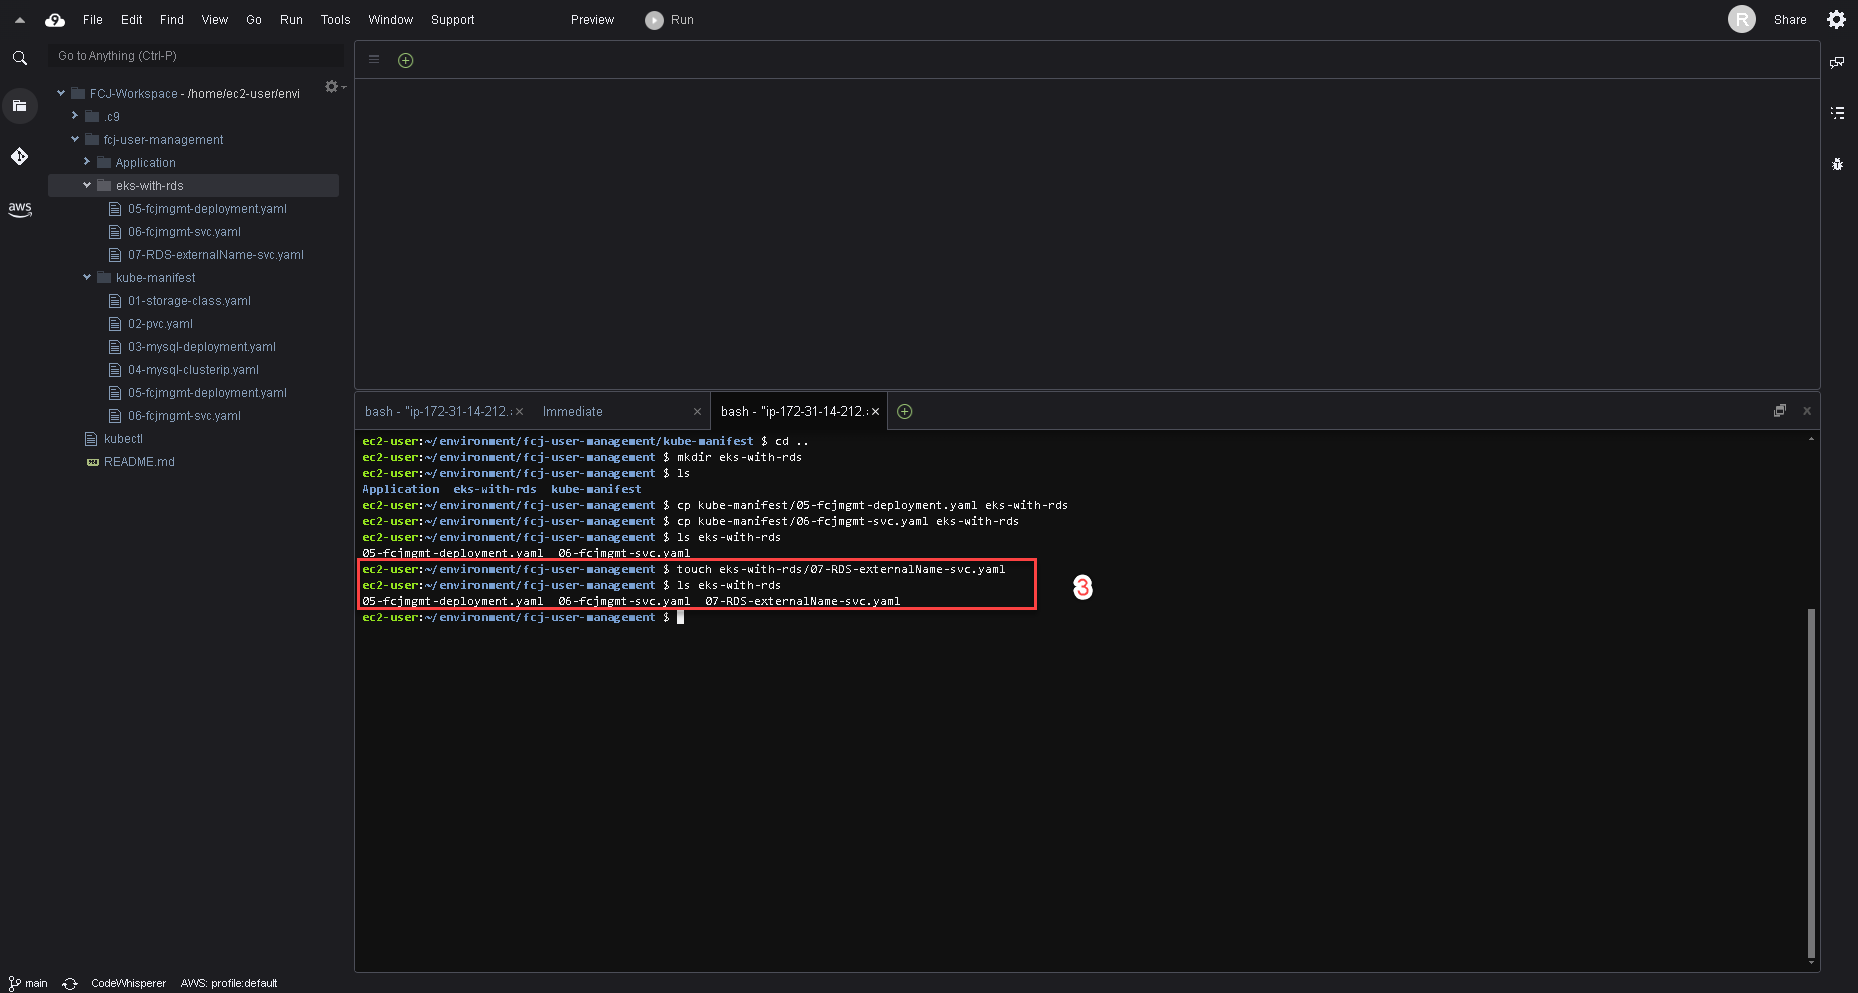 File Edit Find View Go Run Tools Window Support Preview Run R Share
Go to Anything (Ctrl-P)
FCJ-Workspace - /home/ec2-user/envi
.c9
fcj-user-management
Application
eks-with-rds
05-fcjmgmt-deployment.yaml
06-fcjmgmt-svc.yaml
07-RDS-externalName-svc.yaml
kube-manifest
01-storage-class.yaml
02-pvc.yaml
03-mysql-deployment.yaml
04-mysql-clusterip.yaml
05-fcjmgmt-deployment.yaml
06-fcjmgmt-svc.yaml
kubectl
README.md
aws
bash - "ip-172-31-14-212.
Immediate
bash - "ip-172-31-14-212.
ec2-user:~/environment/fcj-user-management/kube-manifest $ cd ..
ec2-user:~/environment/fcj-user-management $ mkdir eks-with-rds
ec2-user:~/environment/fcj-user-management $ ls
Application eks-with-rds kube-manifest
ec2-user:~/environment/fcj-user-management $ cp kube-manifest/05-fcjmgmt-deployment.yaml eks-with-rds
ec2-user:~/environment/fcj-user-management $ cp kube-manifest/06-fcjmgmt-svc.yaml eks-with-rds
ec2-user:~/environment/fcj-user-management $ ls eks-with-rds
05-fcjmgmt-deployment.yaml 06-fcjmgmt-svc.yaml
ec2-user:~/environment/fcj-user-management $ touch eks-with-rds/07-RDS-externalName-svc.yaml
ec2-user:~/environment/fcj-user-management $ ls eks-with-rds
05-fcjmgmt-deployment.yaml 06-fcjmgmt-svc.yaml 07-RDS-externalName-svc.yaml
ec2-user:~/environment/fcj-user-management $
3
main CodeWhisperer AWS: profile:default